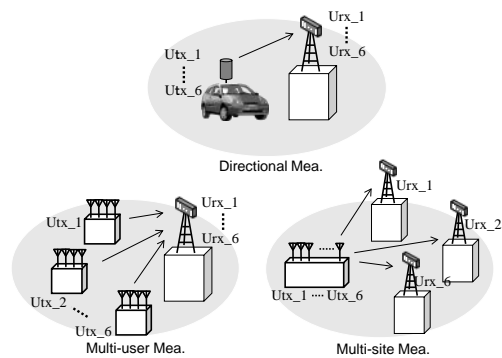 Utx_1
Utx_6
Urx_1
Urx_6
Directional Mea.
Utx_1
Utx_2
Utx_6
Urx_1
Urx_6
Multi-user Mea.
Urx_1
Urx_2
Urx_6
Utx_1
Utx_6
Multi-site Mea.